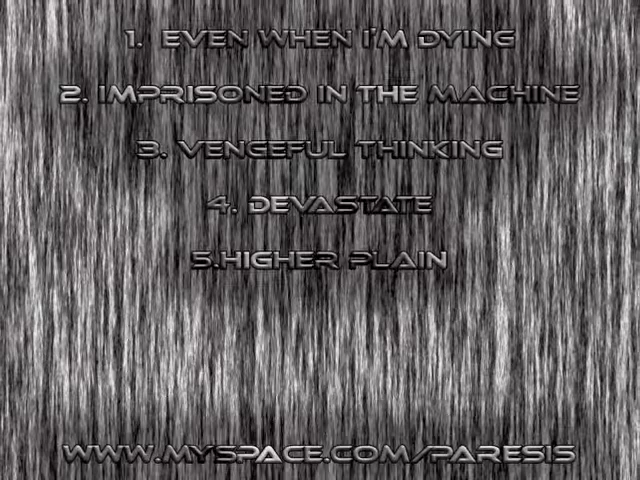 1. EVEN WHEN I'M DYING
2. IMPRISONED IN THE MACHINE
3. VENGEFUL THINKING
4. DEVASTATE
5.HIGHER PLAIN
WWW.MYSPACE.COM/PARESIS